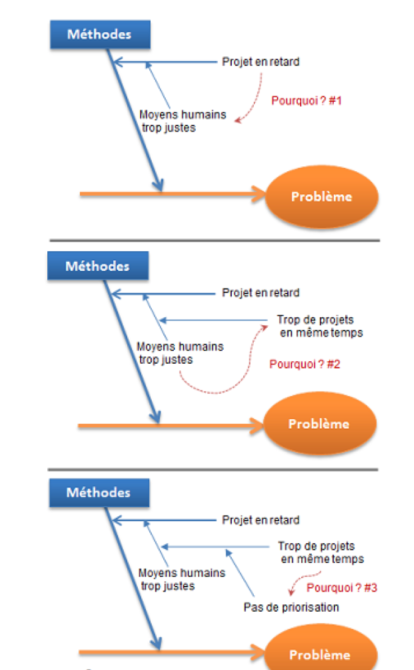 Méthodes
Projet en retard
Pourquoi ? #1
Moyens humains
trop justes
Problème
Méthodes
Projet en retard
Trop de projets
en même temps
Moyens humains
trop justes
Pourquoi ? #2
Problème
Méthodes
Projet en retard
Trop de projets
en même temps
Moyens humains
trop justes
Pourquoi ? #3
Pas de priorisation
Problème